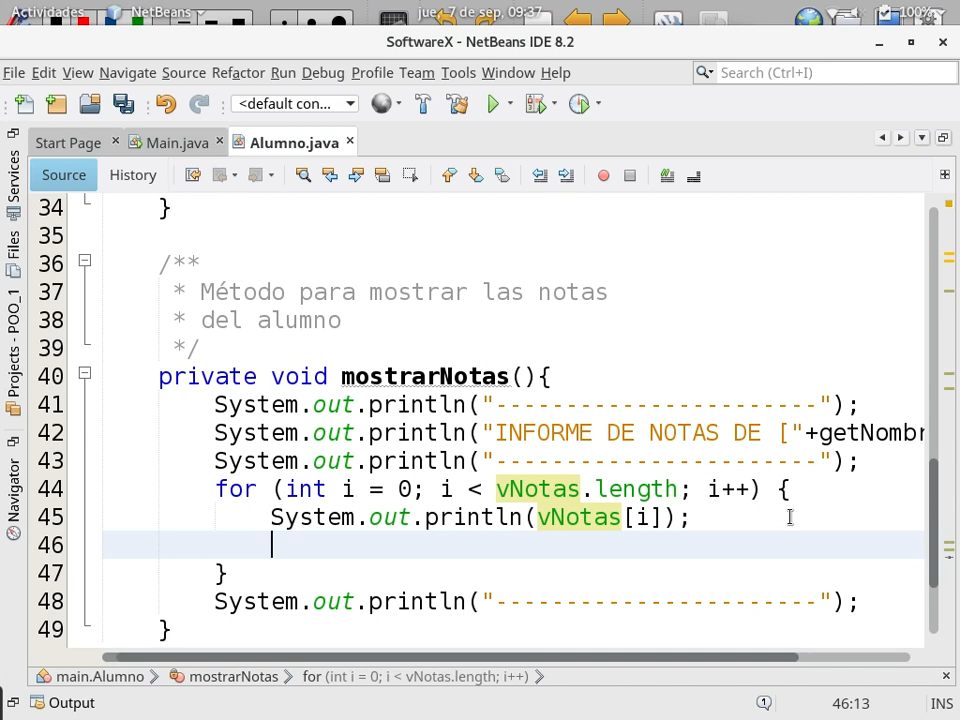 Actividades NetBeans jue 7 de sep, 09:37 100%
SoftwareX - NetBeans IDE 8.2
File Edit View Navigate Source Refactor Run Debug Profile Team Tools Window Help Search (Ctrl+I)
<default con...
Start Page Main.java Alumno.java
Source History
Services
Files
Projects - POO_1
Navigator
34 }
35
36 /**
37 * Método para mostrar las notas
38 * del alumno
39 */
40 private void mostrarNotas(){
41 System.out.println("-----------------------");
42 System.out.println("INFORME DE NOTAS DE ["+getNombr
43 System.out.println("-----------------------");
44 for (int i = 0; i < vNotas.length; i++) {
45 System.out.println(vNotas[i]);
46
47 }
48 System.out.println("-----------------------");
49 }
main.Alumno mostrarNotas for (int i = 0; i < vNotas.length; i++)
Output 1 46:13 INS